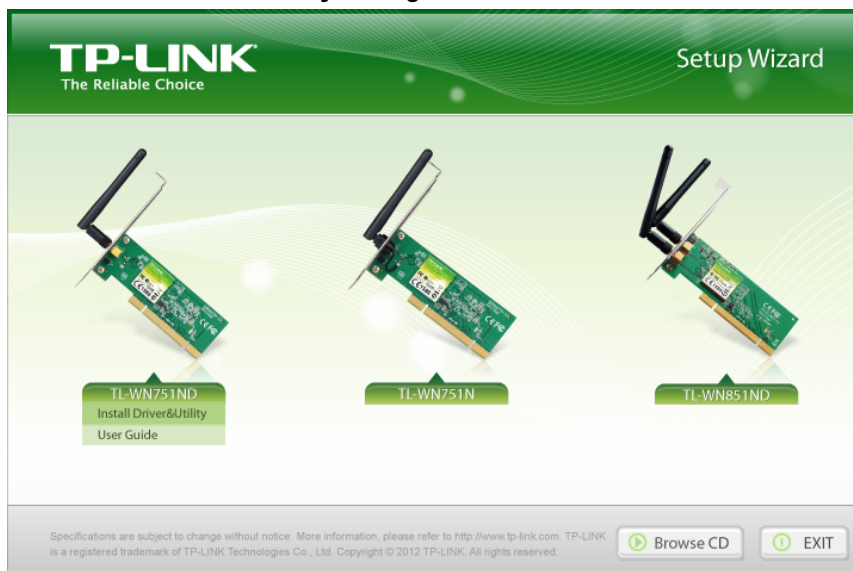 TP-LINK
The Reliable Choice
Setup Wizard
TL-WN751ND
Install Driver&Utility
User Guide
TL-WN751N
TL-WN851ND
Specifications are subject to change without notice. More information, please refer to http://www.tp-link.com. TP-LINK
is a registered trademark of TP-LINK Technologies Co., Ltd. Copyright © 2012 TP-LINK. All rights reserved.
Browse CD
EXIT